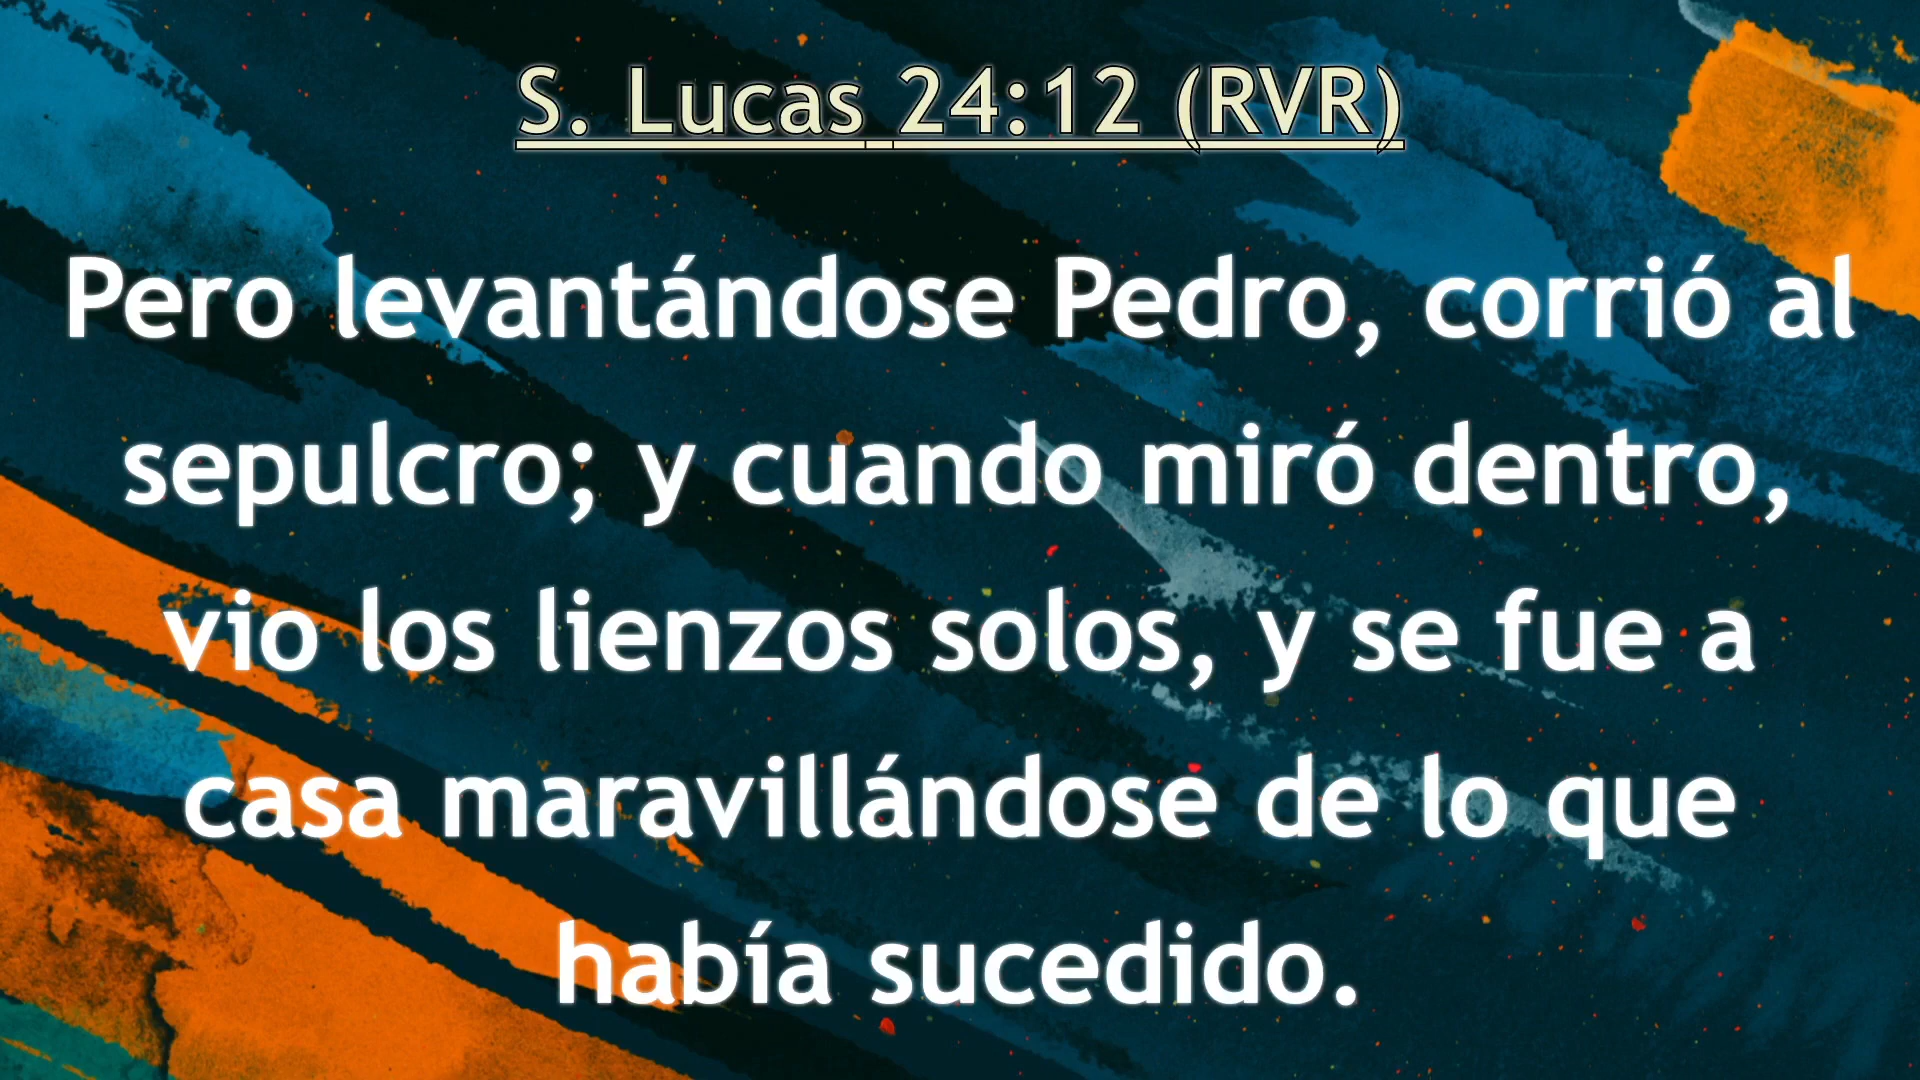 S. Lucas 24:12 (RVR)
Pero levantándose Pedro, corrió al
sepulcro; y cuando miró dentro,
vio los lienzos solos, y se fue a
casa maravillándose de lo que
había sucedido.